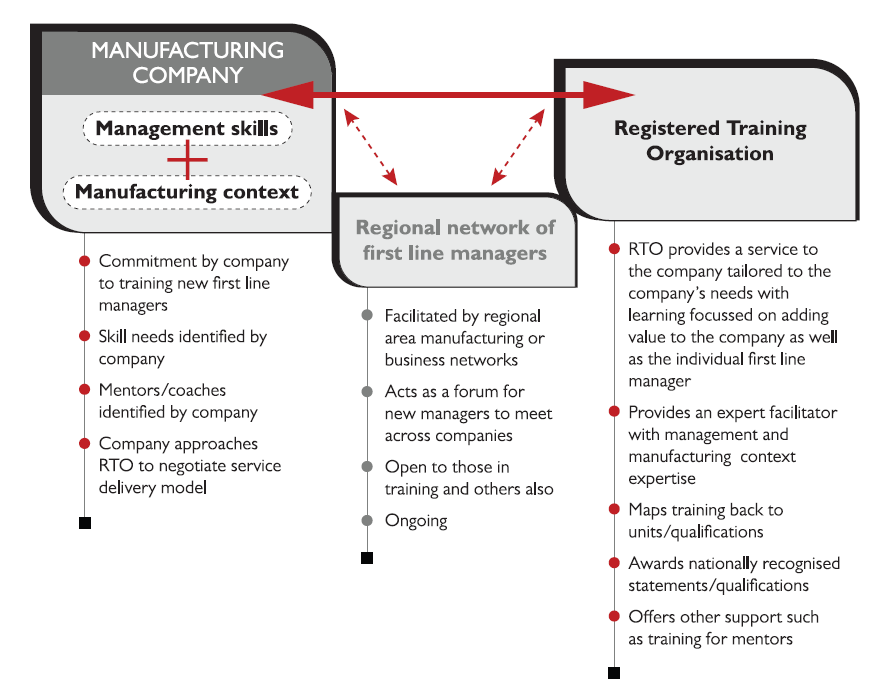 MANUFACTURING
COMPANY
Management skills
Manufacturing context
Commitment by company
to training new first line
managers
Skill needs identified by
company
Mentors/coaches
identified by company
Company approaches
RTO to negotiate service
delivery model
Regional network of
first line managers
Facilitated by regional
area manufacturing or
business networks
Acts as a forum for
new managers to meet
across companies
Open to those in
training and others also
Ongoing
Registered Training
Organisation
RTO provides a service to
the company tailored to the
company's needs with
learning focussed on adding
value to the company as well
as the individual first line
manager
Provides an expert facilitator
with management and
manufacturing context
expertise
Maps training back to
units/qualifications
Awards nationally recognised
statements/qualifications
Offers other support such
as training for mentors